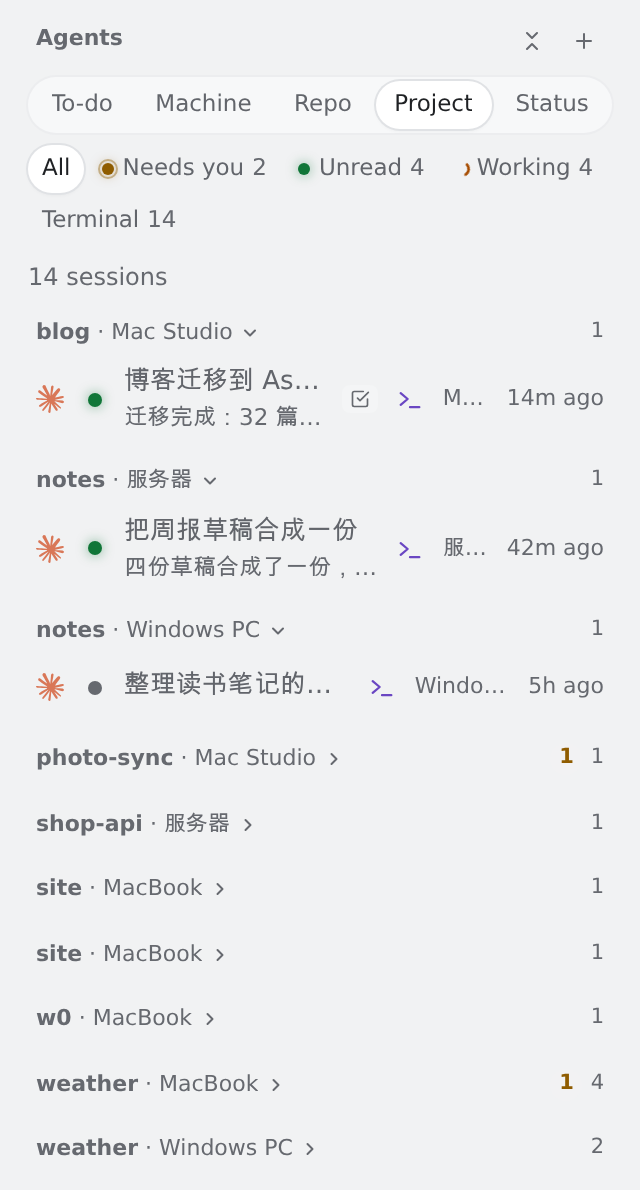 Agents
To-do Machine Repo Project Status
All Needs you 2 Unread 4 Working 4
Terminal 14
14 sessions
blog · Mac Studio 1
博客迁移到 As…
迁移完成：32 篇…
M… 14m ago
notes · 服务器 1
把周报草稿合成一份
四份草稿合成了一份，…
服… 42m ago
notes · Windows PC 1
整理读书笔记的… Windo… 5h ago
photo-sync · Mac Studio 1 1
shop-api · 服务器 1
site · MacBook 1
site · MacBook 1
w0 · MacBook 1
weather · MacBook 1 4
weather · Windows PC 2